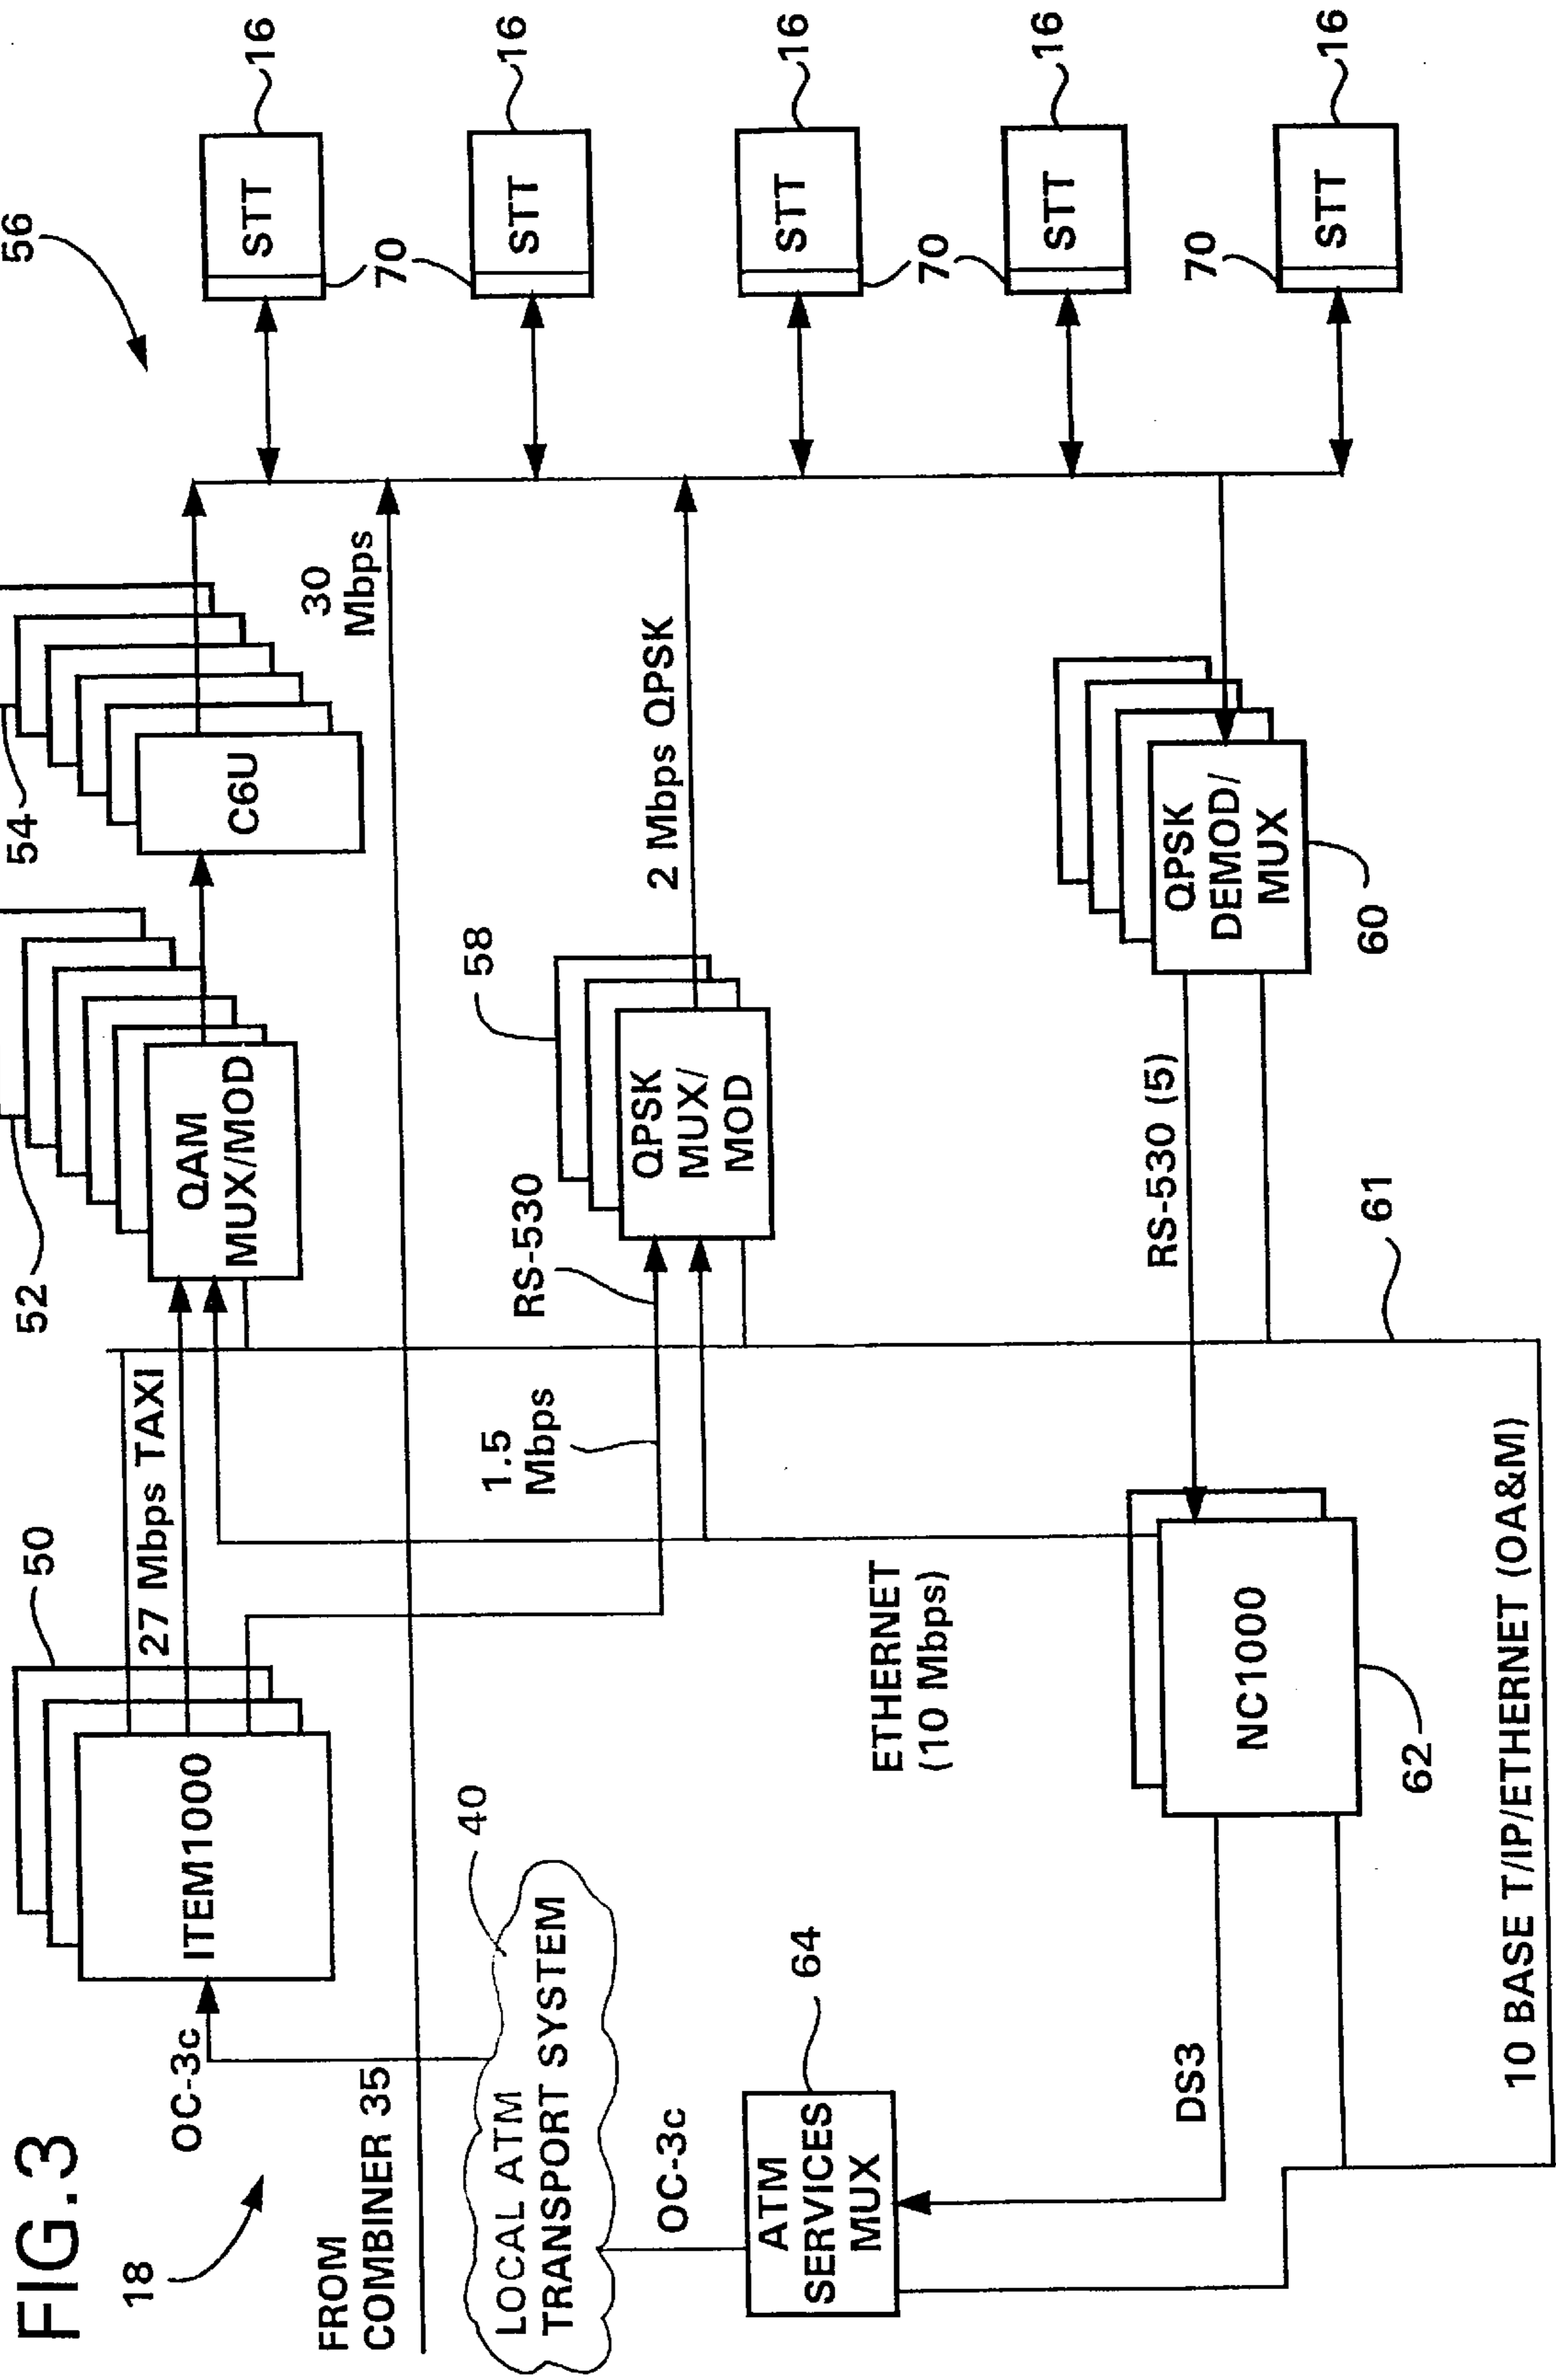 FIG.3
18
OC-3c
ITEM1000
50
27 Mbps TAXI
52
QAM
MUX/MOD
54
C6U
56
FROM
COMBINER 35
30
Mbps
LOCAL ATM
TRANSPORT SYSTEM
40
1.5
Mbps
RS-530
QPSK
MUX/
MOD
58
2 Mbps QPSK
OC-3c
ATM
SERVICES
MUX
64
ETHERNET
(10 Mbps)
DS3
NC1000
62
RS-530 (5)
61
QPSK
DEMOD/
MUX
60
10 BASE T/IP/ETHERNET (OA&M)
STT
16
70
STT
16
STT
16
70
STT
16
70
STT
16